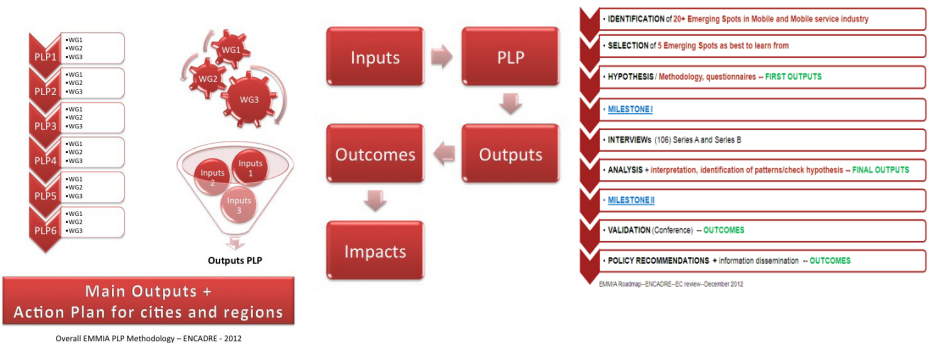 PLP1
•WG1
•WG2
•WG3
PLP2
•WG1
•WG2
•WG3
PLP3
•WG1
•WG2
•WG3
PLP4
•WG1
•WG2
•WG3
PLP5
•WG1
•WG2
•WG3
PLP6
•WG1
•WG2
•WG3
WG1
WG2
WG3
Inputs
1
Inputs
2
Inputs
3
Outputs PLP
Main Outputs +
Action Plan for cities and regions
Overall EMMIA PLP Methodology – ENCADRE - 2012
Inputs
PLP
Outcomes
Outputs
Impacts
• IDENTIFICATION of 20+ Emerging Spots in Mobile and Mobile service industry
• SELECTION of 5 Emerging Spots as best to learn from
• HYPOTHESIS / Methodology, questionnaires -- FIRST OUTPUTS
• MILESTONE I
• INTERVIEWs (106) Series A and Series B
• ANALYSIS + interpretation, identification of patterns/check hypothesis -- FINAL OUTPUTS
• MILESTONE II
• VALIDATION (Conference) -- OUTCOMES
• POLICY RECOMMENDATIONS + information dissemination -- OUTCOMES
EMMIA Roadmap--ENCADRE--EC review--December 2012